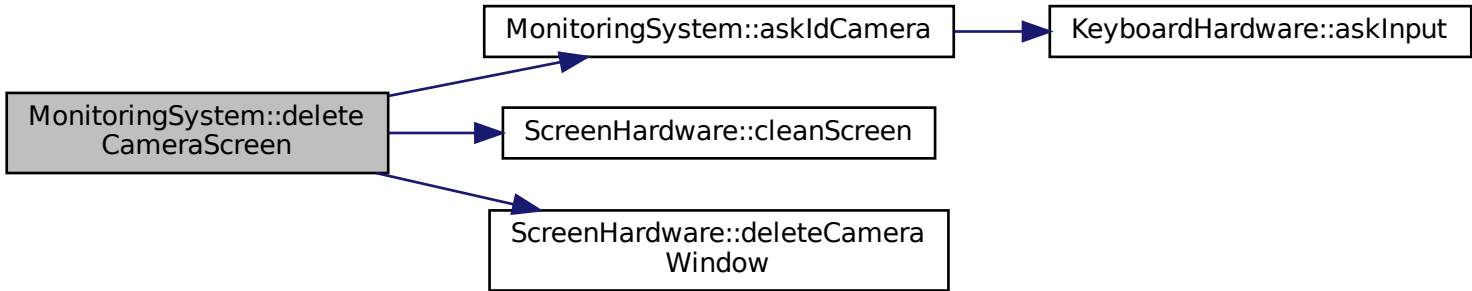 MonitoringSystem::askIdCamera
KeyboardHardware::askInput
MonitoringSystem::delete
CameraScreen
ScreenHardware::cleanScreen
ScreenHardware::deleteCamera
Window